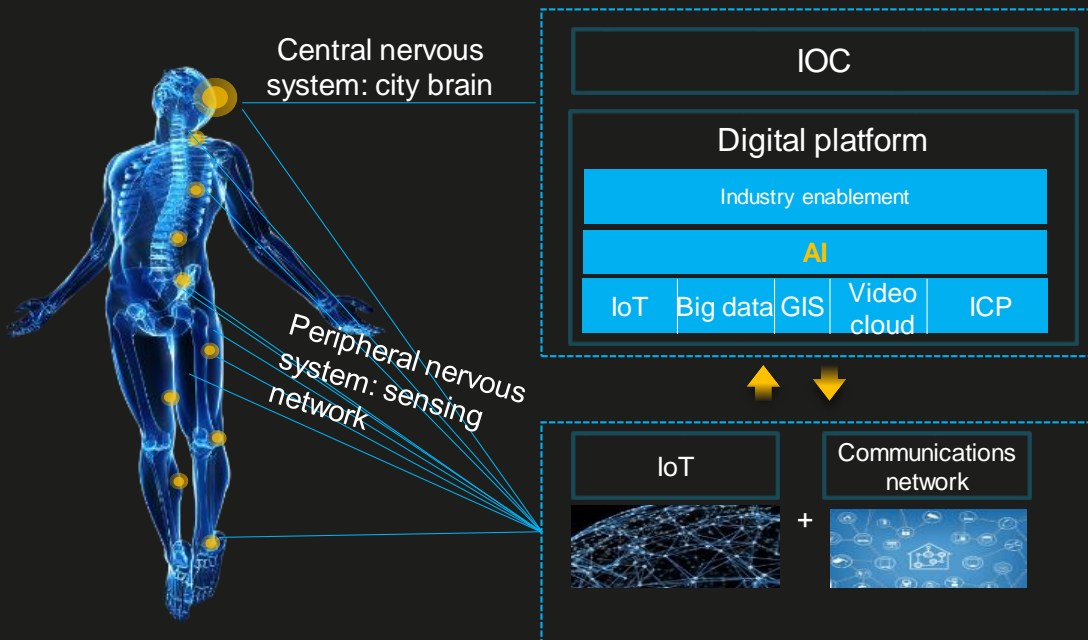 Central nervous
system: city brain
IOC
Digital platform
Industry enablement
AI
IoT
Big data
GIS
Video
cloud
ICP
Peripheral nervous
system: sensing
network
IoT
Communications
network
+